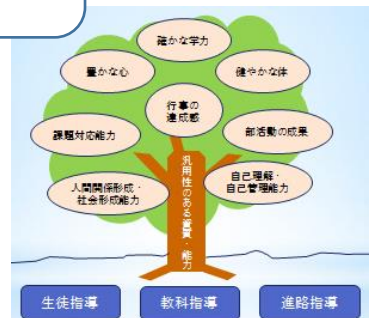 確かな学力
豊かな心
健やかな体
行事の
達成感
課題対応能力
部活動の成果
人間関係形成・
社会形成能力
自己理解・
自己管理能力
汎用性のある資質・能力
生徒指導
教科指導
進路指導